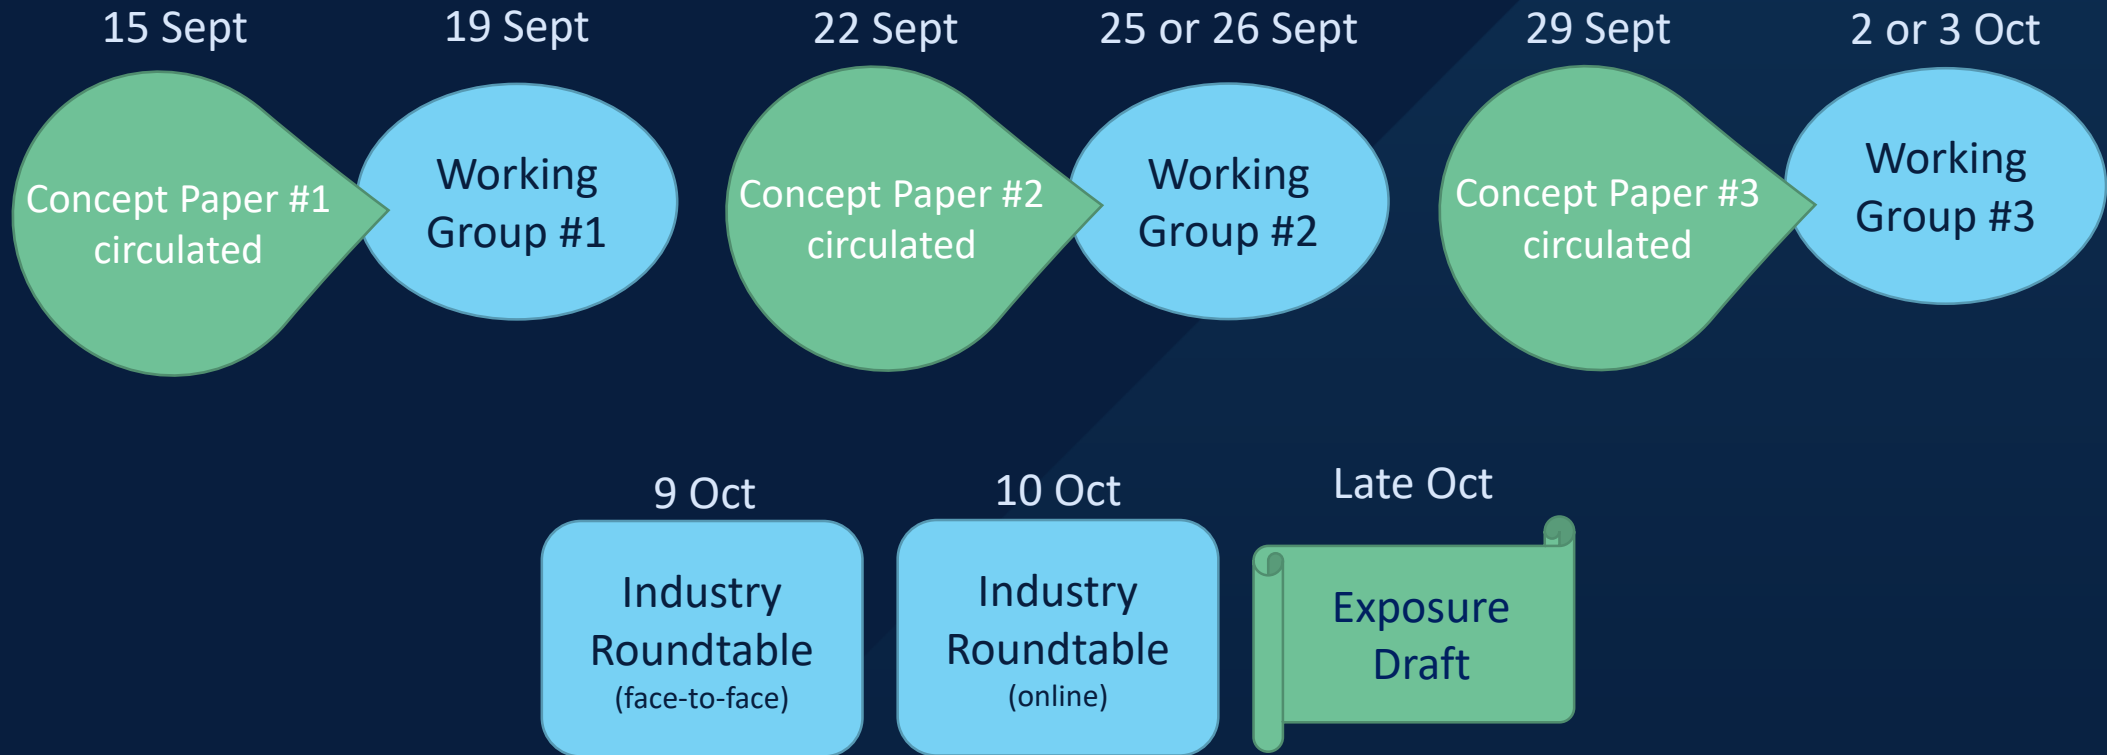 15 Sept
19 Sept
22 Sept
25 or 26 Sept
29 Sept
2 or 3 Oct
Concept Paper #1
circulated
Working
Group #1
Concept Paper #2
circulated
Working
Group #2
Concept Paper #3
circulated
Working
Group #3
9 Oct
10 Oct
Late Oct
Industry
Roundtable
(face-to-face)
Industry
Roundtable
(online)
Exposure
Draft